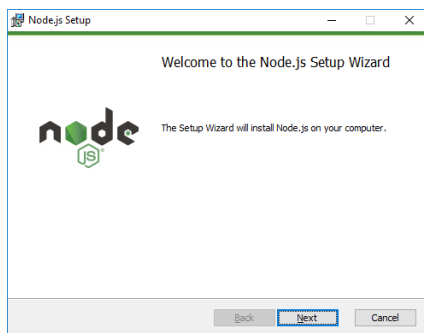 Node.js Setup
Welcome to the Node.js Setup Wizard
The Setup Wizard will install Node.js on your computer.
node
JS
Back
Next
Cancel